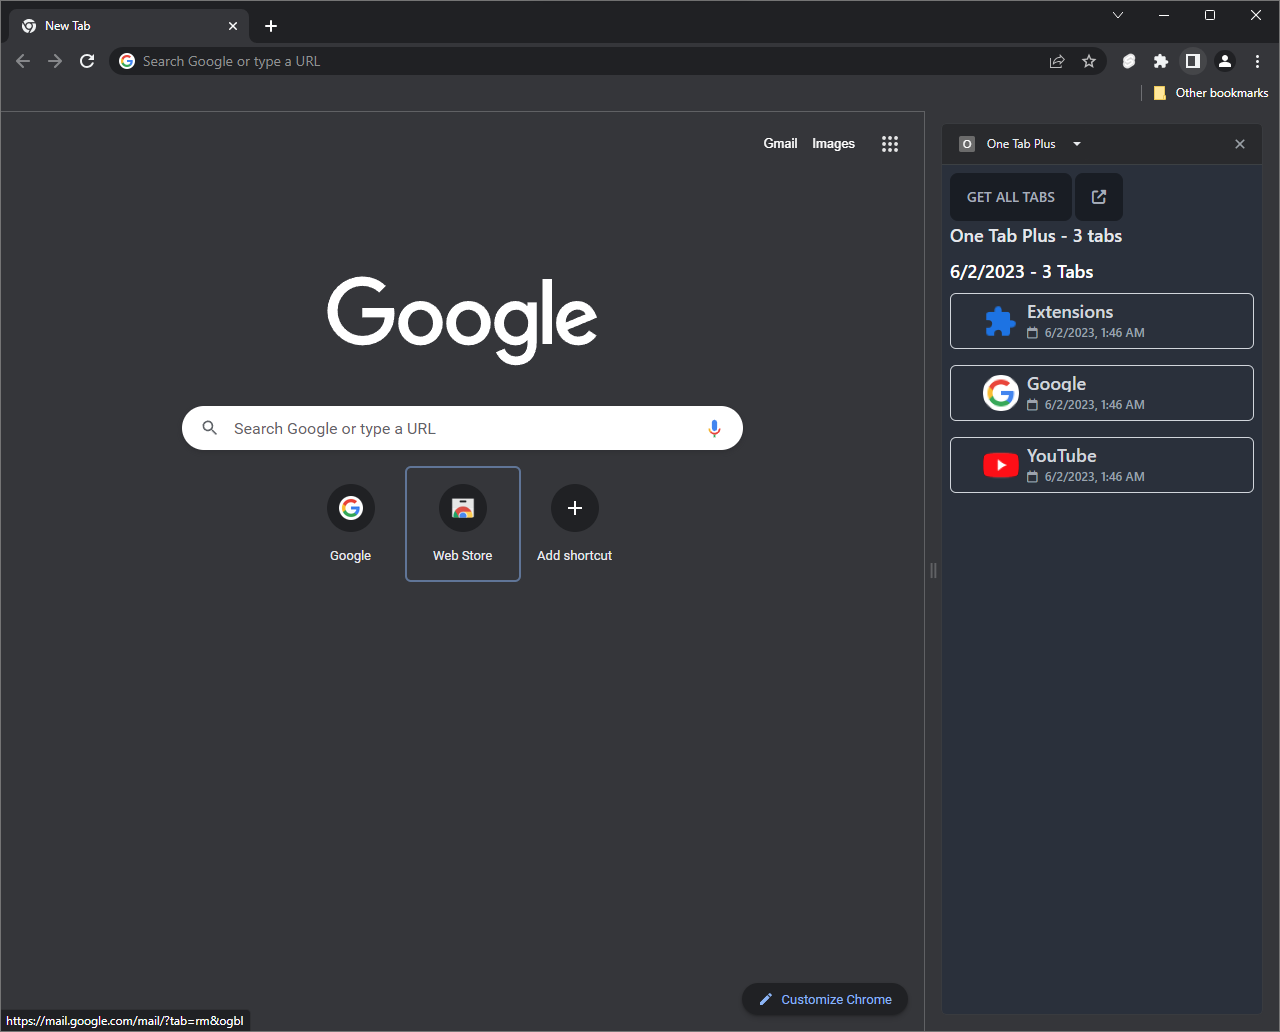 New Tab
Search Google or type a URL
Other bookmarks
Gmail Images
Google
Search Google or type a URL
Google Web Store Add shortcut
Customize Chrome
https://mail.google.com/mail/?tab=rm&ogbl
O One Tab Plus
GET ALL TABS
One Tab Plus - 3 tabs
6/2/2023 - 3 Tabs
Extensions
6/2/2023, 1:46 AM
Google
6/2/2023, 1:46 AM
YouTube
6/2/2023, 1:46 AM